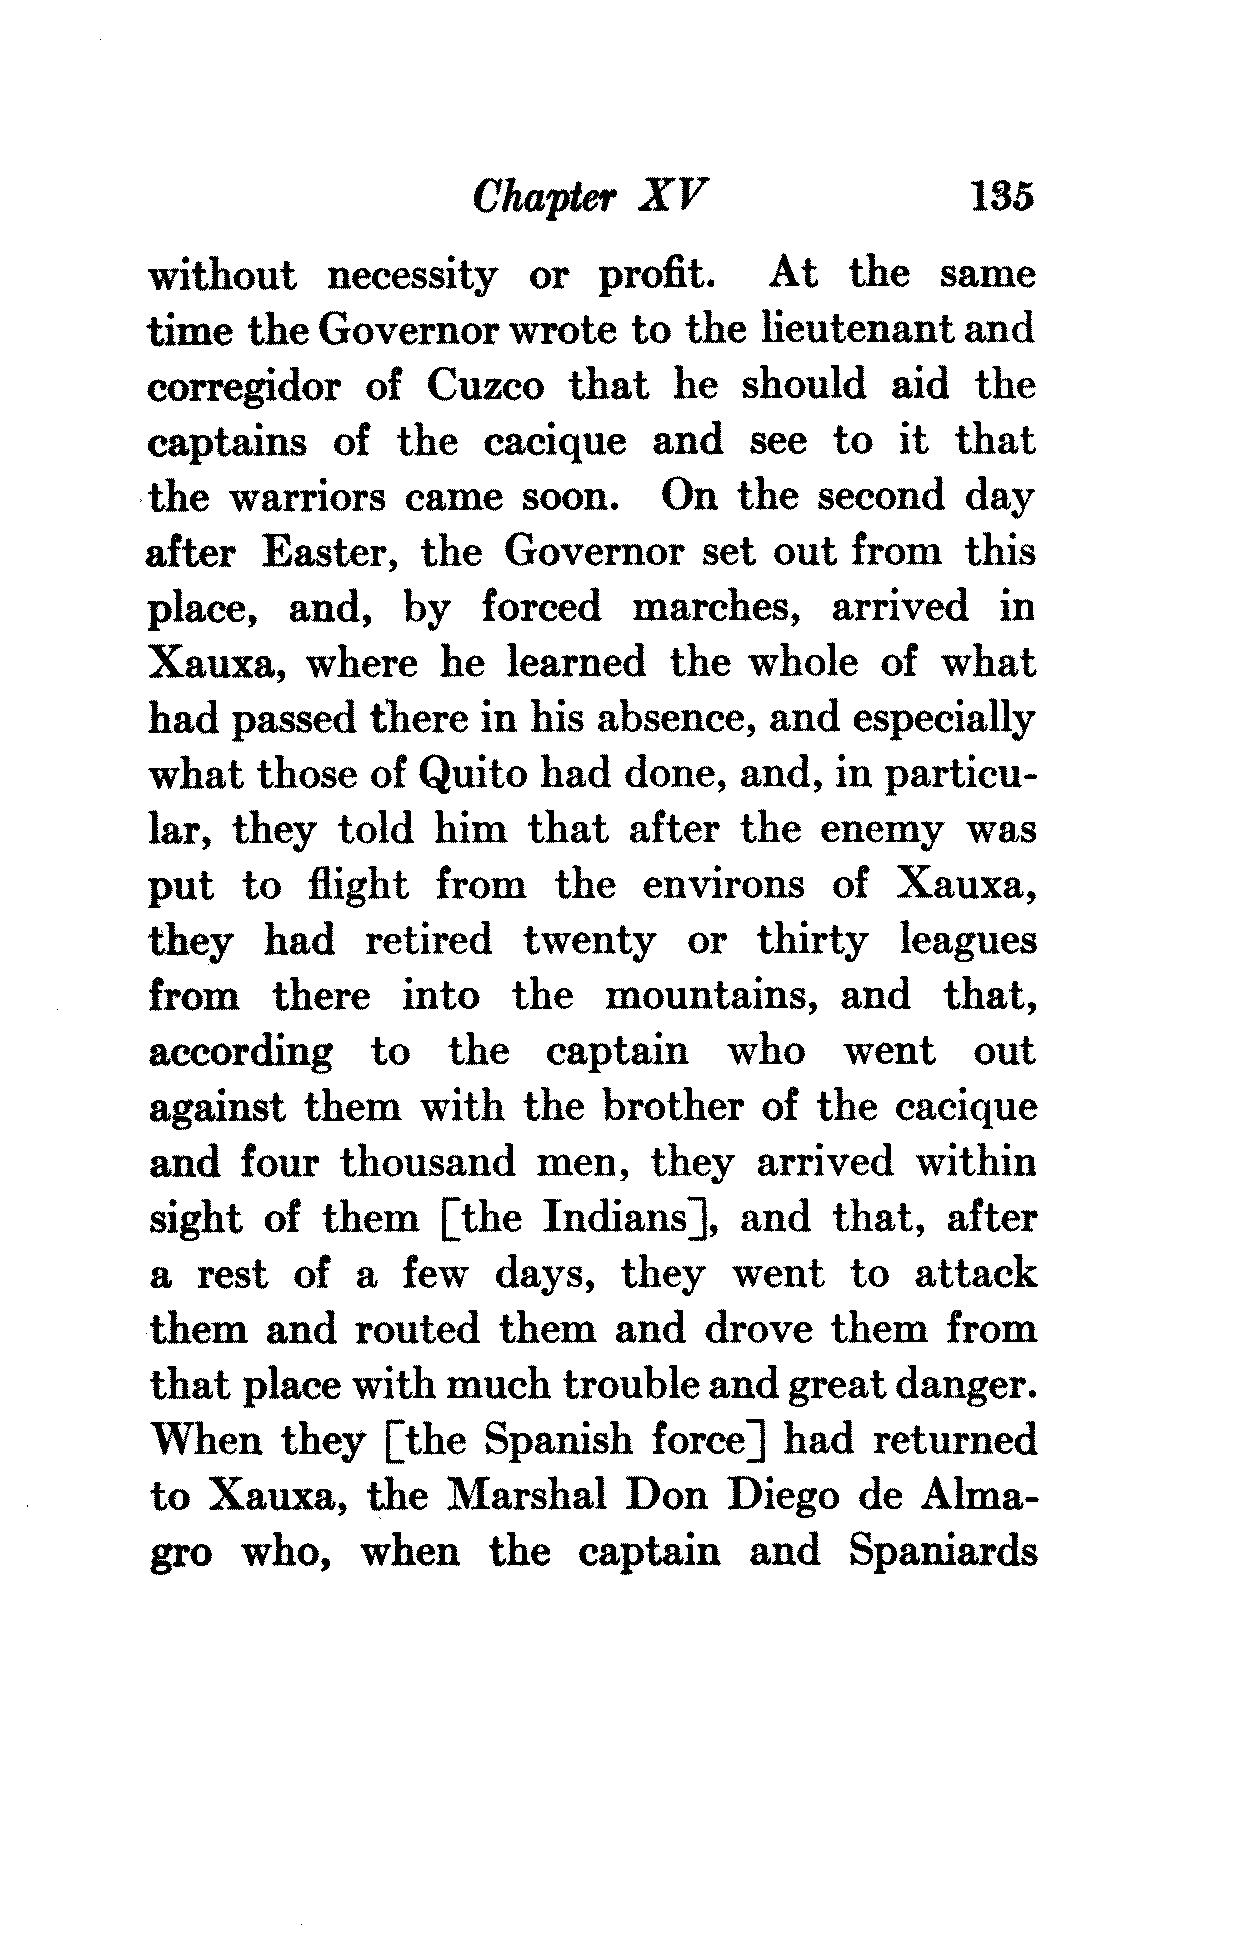 Chapter XV 135
without necessity or profit. At the same
time the Governor wrote to the lieutenant and
corregidor of Cuzco that he should aid the
captains of the cacique and see to it that
the warriors came soon. On the second day
after Easter, the Governor set out from this
place, and, by forced marches, arrived in
Xauxa, where he learned the whole of what
had passed there in his absence, and especially
what those of Quito had done, and, in particu-
lar, they told him that after the enemy was
put to flight from the environs of Xauxa,
they had retired twenty or thirty leagues
from there into the mountains, and that,
according to the captain who went out
against them with the brother of the cacique
and four thousand men, they arrived within
sight of them [the Indians], and that, after
a rest of a few days, they went to attack
them and routed them and drove them from
that place with much trouble and great danger.
When they [the Spanish force] had returned
to Xauxa, the Marshal Don Diego de Alma-
gro who, when the captain and Spaniards